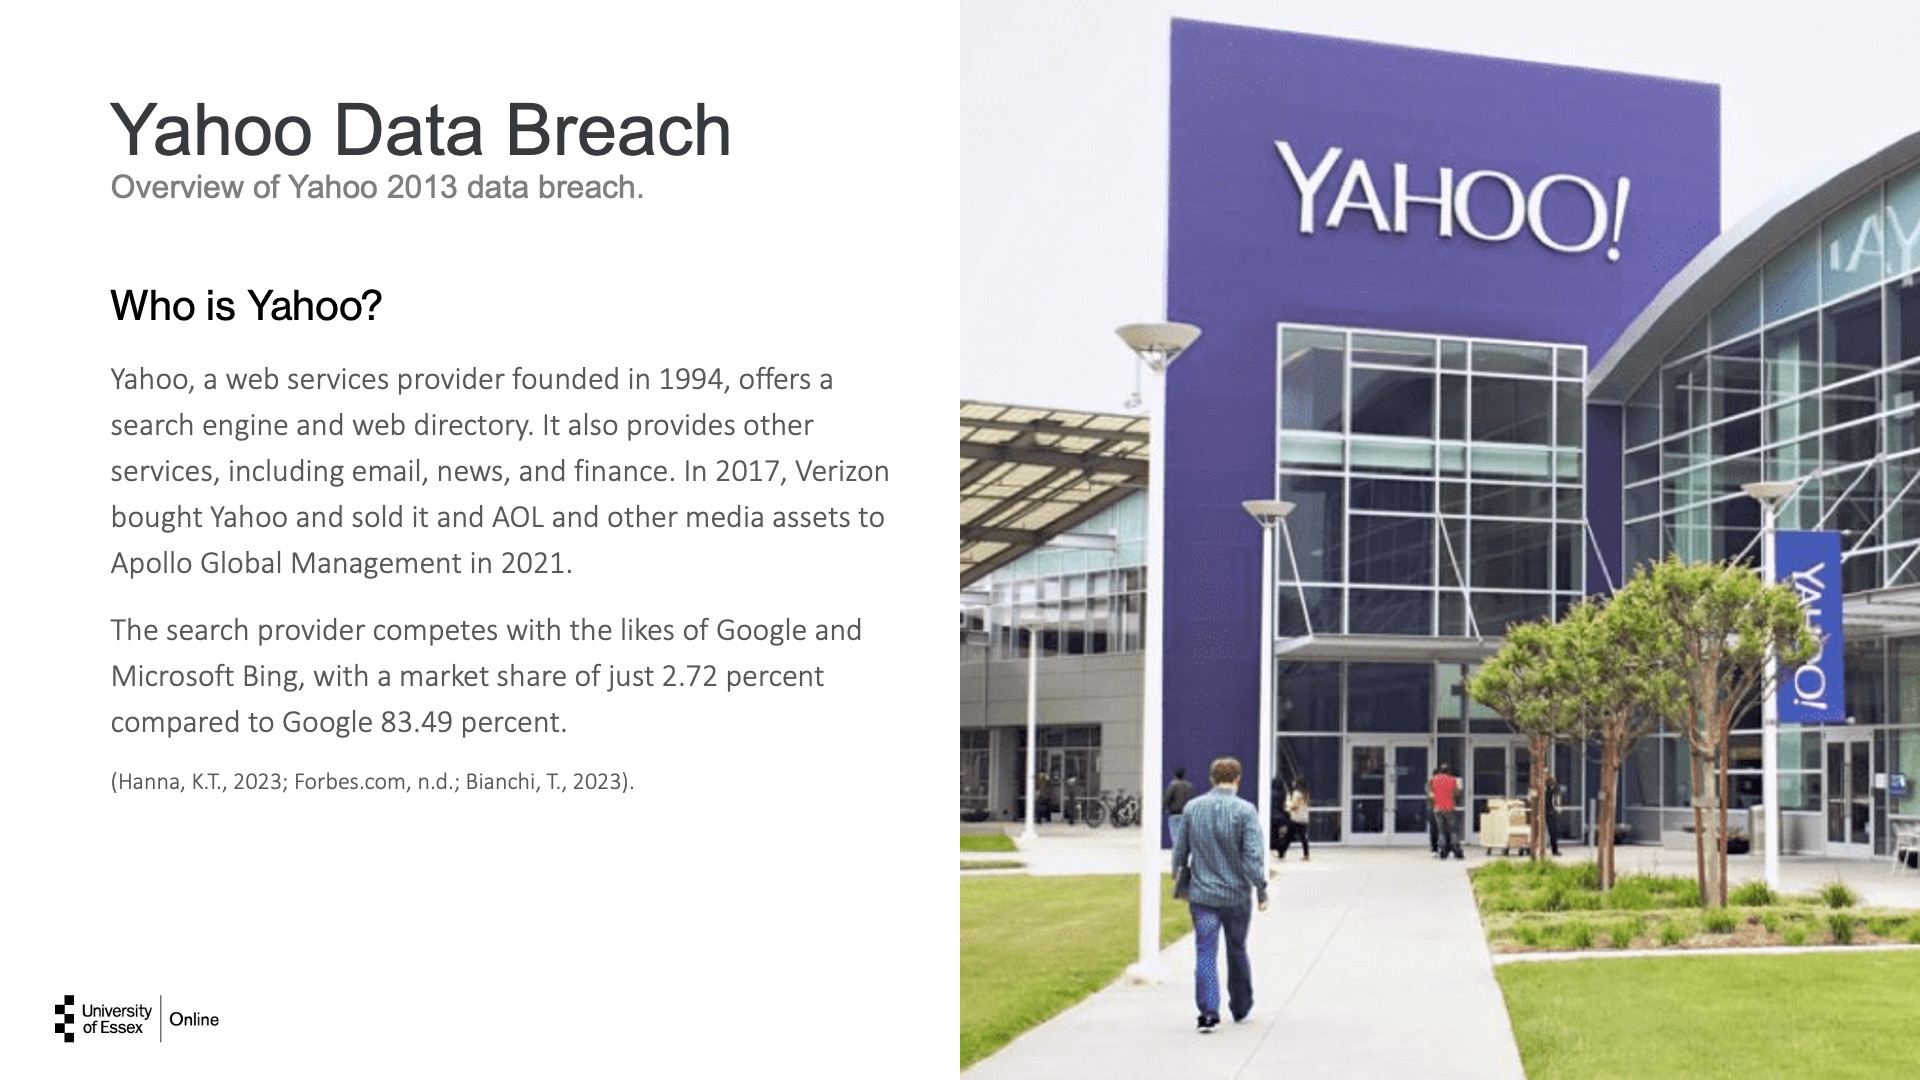 Yahoo Data Breach
Overview of Yahoo 2013 data breach.
Who is Yahoo?
Yahoo, a web services provider founded in 1994, offers a
search engine and web directory. It also provides other
services, including email, news, and finance. In 2017, Verizon
bought Yahoo and sold it and AOL and other media assets to
Apollo Global Management in 2021.
The search provider competes with the likes of Google and
Microsoft Bing, with a market share of just 2.72 percent
compared to Google 83.49 percent.
(Hanna, K.T., 2023; Forbes.com, n.d.; Bianchi, T., 2023).
University
of Essex
Online
YAHOO!
YAHOO!